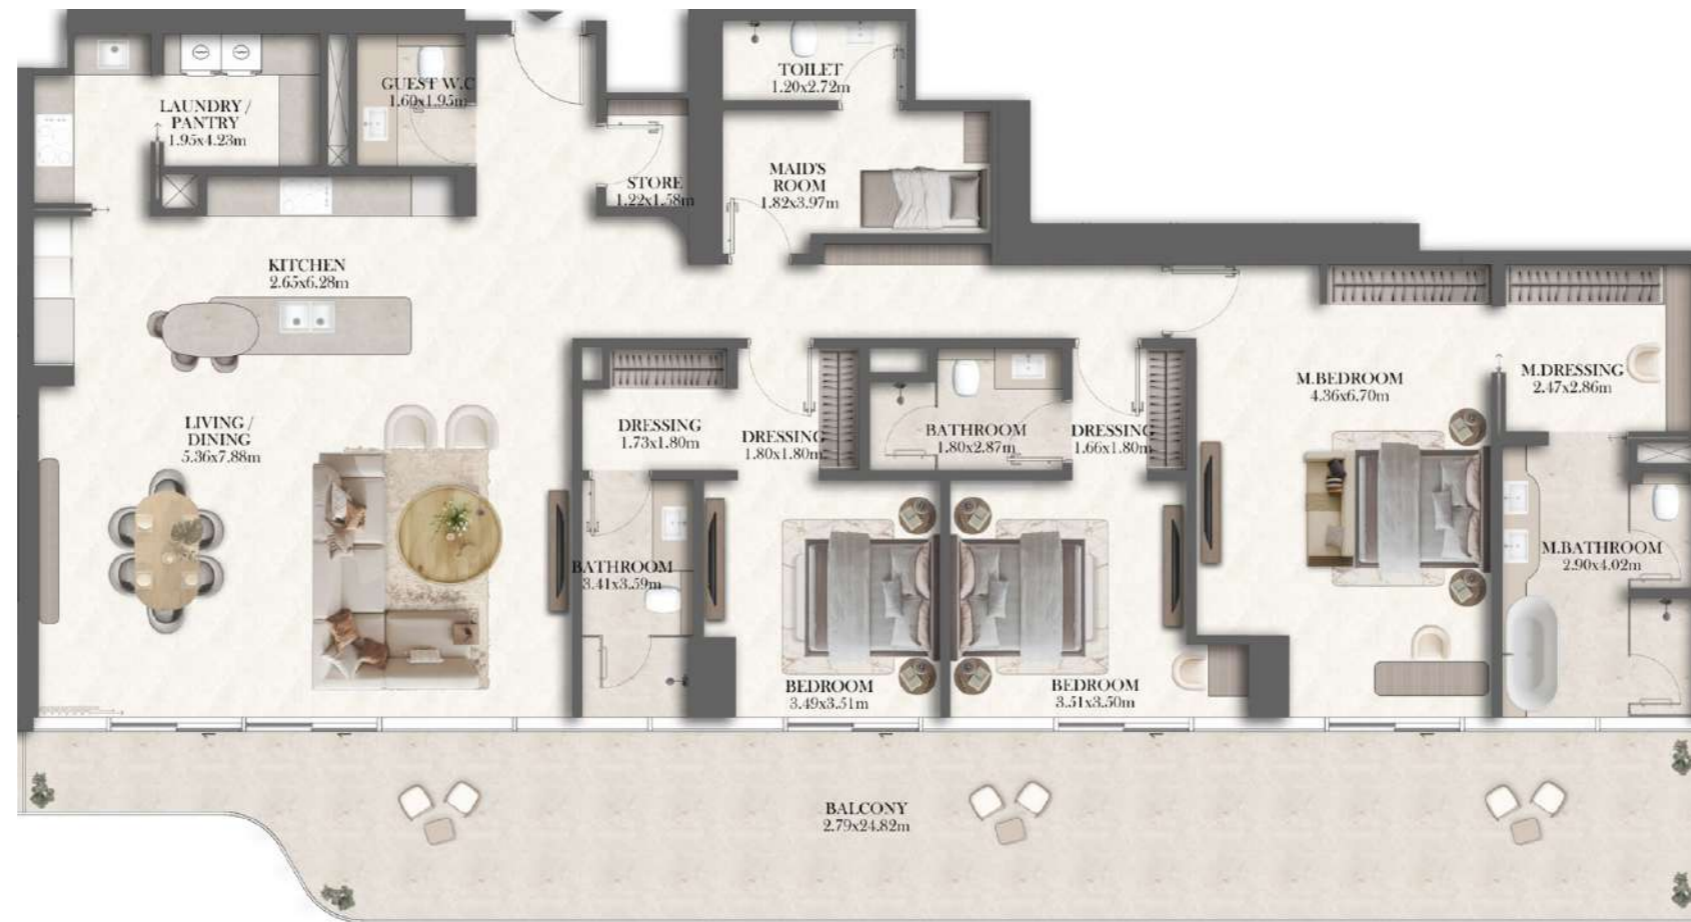 TOILET
1.20x2.72m
GUEST W.C
1.60x1.95m
LAUNDRY /
PANTRY
1.95x4.23m
MAID'S
ROOM
1.82x3.97m
STORE
1.22x1.58m
KITCHEN
2.65x6.28m
M.BEDROOM
4.36x6.70m
M.DRESSING
2.47x2.86m
LIVING /
DINING
5.36x7.88m
DRESSING
1.73x1.80m
DRESSING
1.80x1.80m
BATHROOM
1.80x2.87m
DRESSING
1.66x1.80m
BATHROOM
3.41x3.59m
M.BATHROOM
2.90x4.02m
BEDROOM
3.49x3.51m
BEDROOM
3.51x3.50m
BALCONY
2.79x24.82m